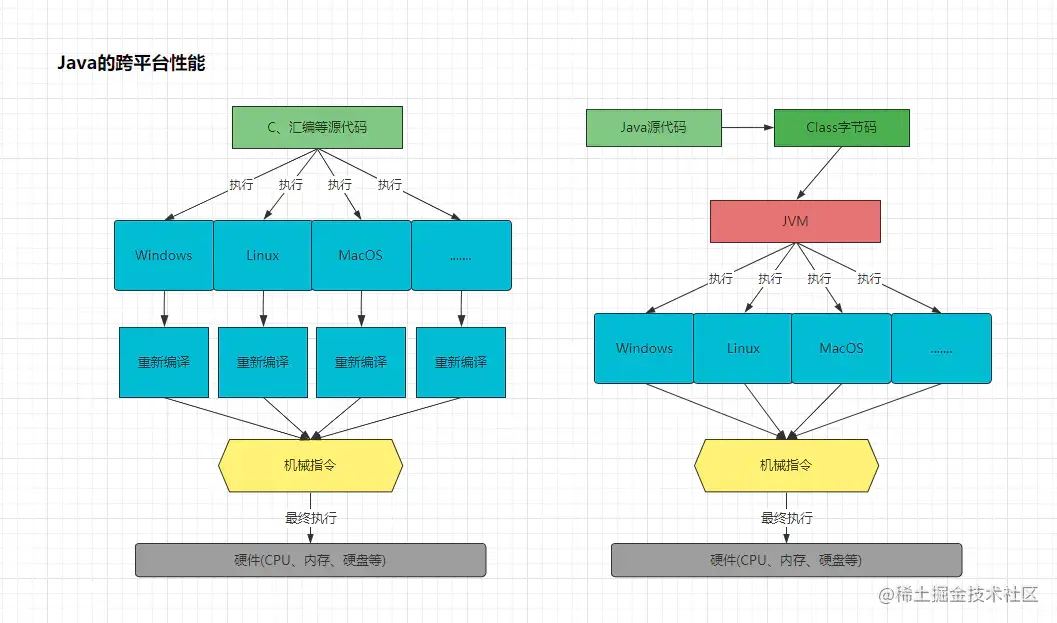 Java的跨平台性能
C、汇编等源代码
执行
执行
执行
执行
Windows
Linux
MacOS
.......
重新编译
重新编译
重新编译
重新编译
机械指令
最终执行
硬件(CPU、内存、硬盘等)
Java源代码
Class字节码
JVM
执行
执行
执行
执行
Windows
Linux
MacOS
.......
机械指令
最终执行
硬件(CPU、内存、硬盘等)
@稀土掘金技术社区